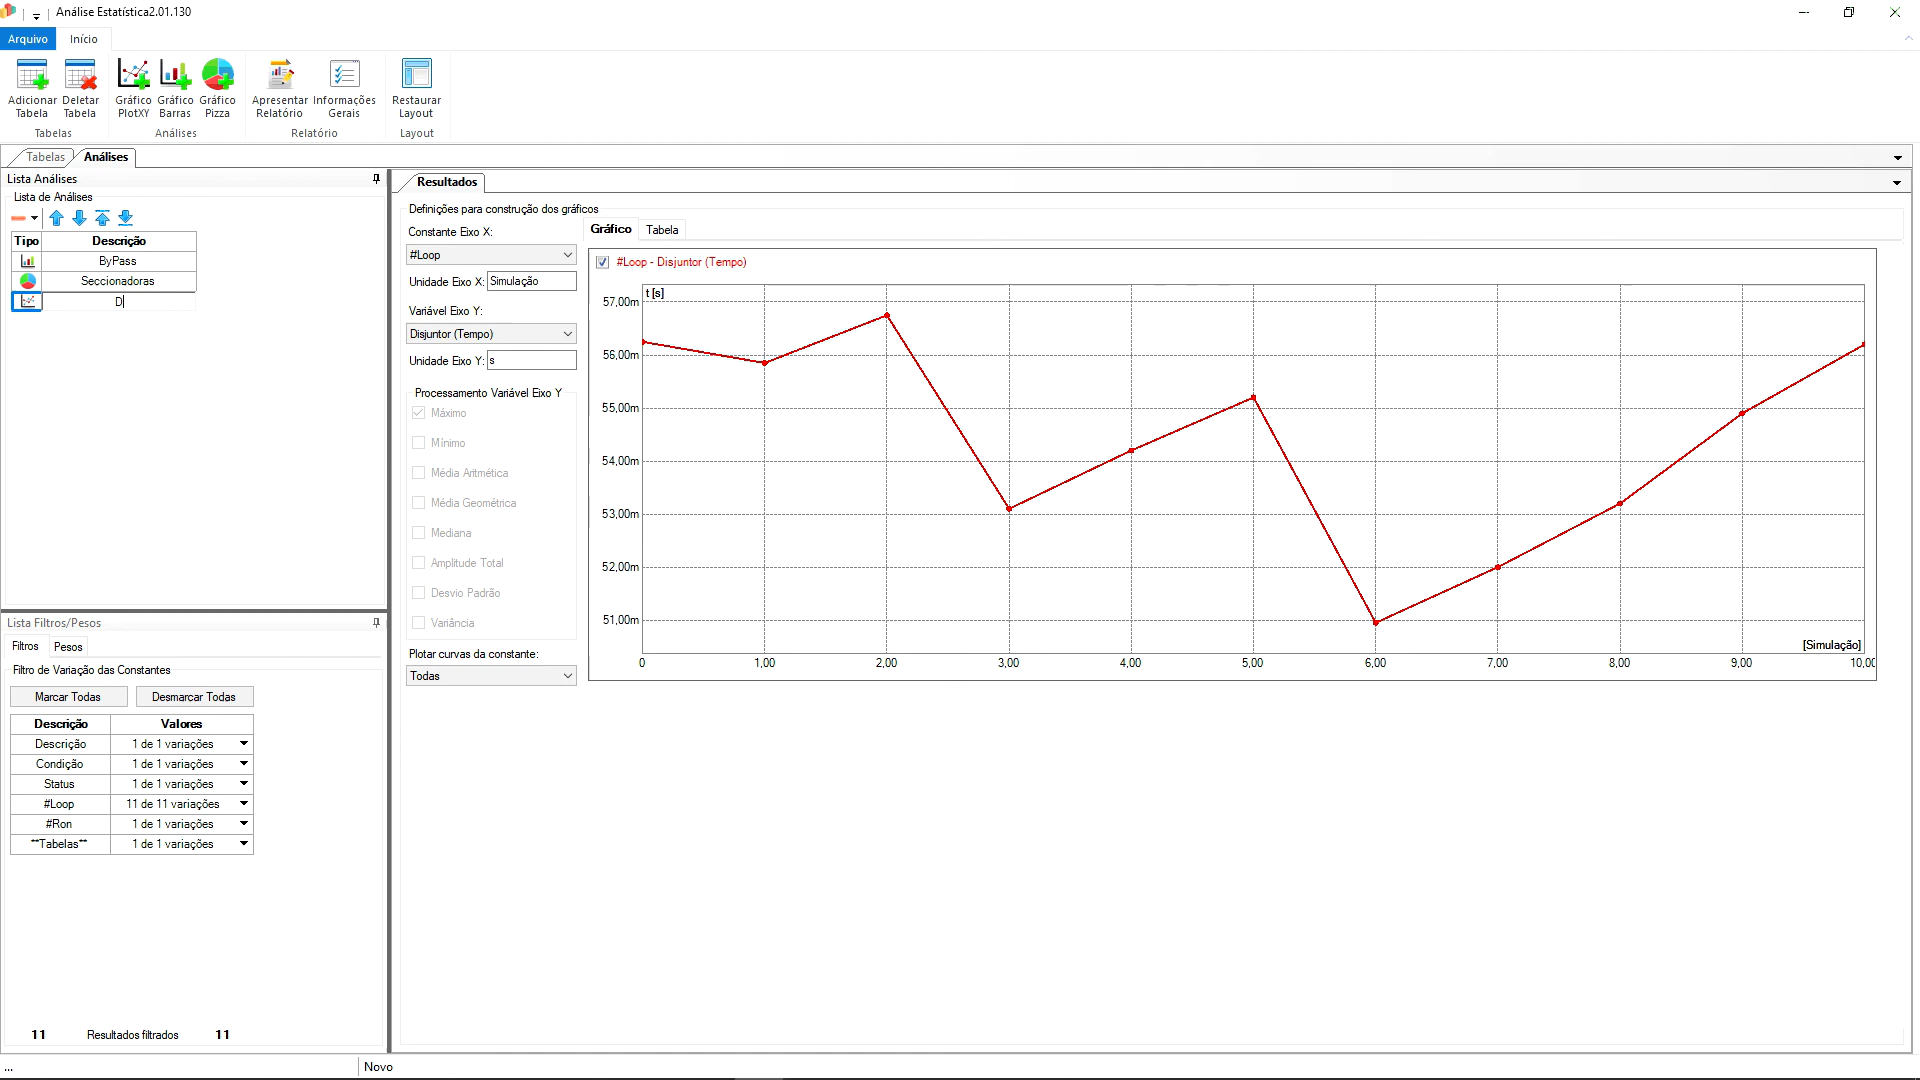 Análise Estatística2.01.130
Arquivo
Início
Adicionar Tabela
Deletar Tabela
Gráfico PlotXY
Gráfico Barras
Gráfico Pizza
Apresentar Relatório
Informações Gerais
Restaurar Layout
Tabelas
Análises
Relatório
Layout
Tabelas
Análises
Lista Análises
Lista de Análises
Tipo Descrição
ByPass
Seccionadoras
D
Lista Filtros/Pesos
Filtros
Pesos
Filtro de Variação das Constantes
Marcar Todas
Desmarcar Todas
Descrição Valores
Descrição 1 de 1 variações
Condição 1 de 1 variações
Status 1 de 1 variações
#Loop 11 de 11 variações
#Ron 1 de 1 variações
**Tabelas** 1 de 1 variações
11 Resultados filtrados 11
Resultados
Definições para construção dos gráficos
Constante Eixo X:
#Loop
Unidade Eixo X: Simulação
Variável Eixo Y:
Disjuntor (Tempo)
Unidade Eixo Y: s
Processamento Variável Eixo Y
Máximo
Mínimo
Média Aritmética
Média Geométrica
Mediana
Amplitude Total
Desvio Padrão
Variância
Plotar curvas da constante:
Todas
Gráfico
Tabela
#Loop - Disjuntor (Tempo)
t [s]
57,00m
56,00m
55,00m
54,00m
53,00m
52,00m
51,00m
[Simulação]
0 1,00 2,00 3,00 4,00 5,00 6,00 7,00 8,00 9,00 10,00
...
Novo